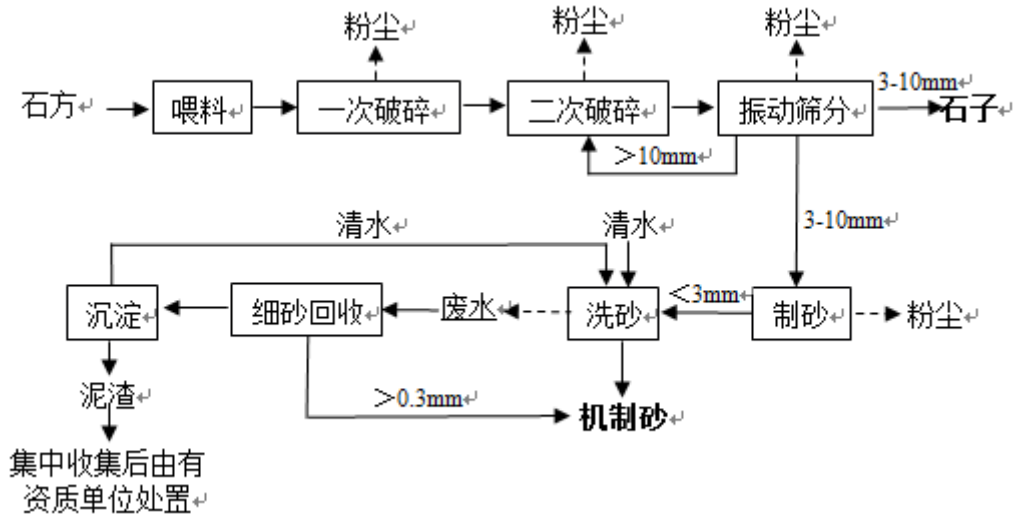 粉尘
粉尘
粉尘
石方
喂料
一次破碎
二次破碎
振动筛分
3-10mm
石子
＞10mm
3-10mm
清水
清水
沉淀
细砂回收
废水
洗砂
＜3mm
制砂
粉尘
泥渣
＞0.3mm
机制砂
集中收集后由有
资质单位处置